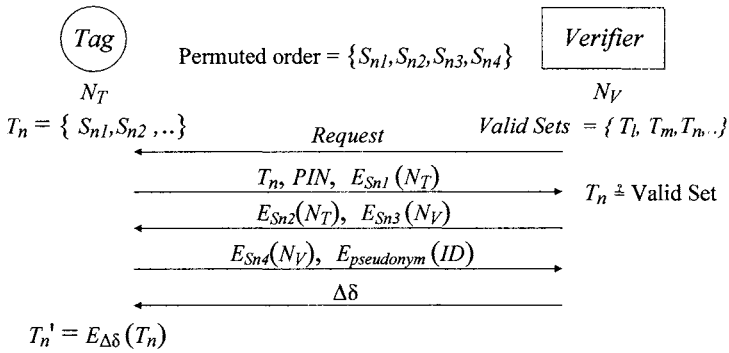 Tag
Verifier
Permuted order = {Sn1,Sn2,Sn3,Sn4}
NT
NV
Tn = { Sn1,Sn2 ,..}
Valid Sets = { Tl, Tm,Tn,..}
Request
Tn, PIN, ESn1 (NT)
Tn ≟ Valid Set
ESn2(NT), ESn3(NV)
ESn4(NV), Epseudonym (ID)
Δδ
Tn' = EΔδ(Tn)